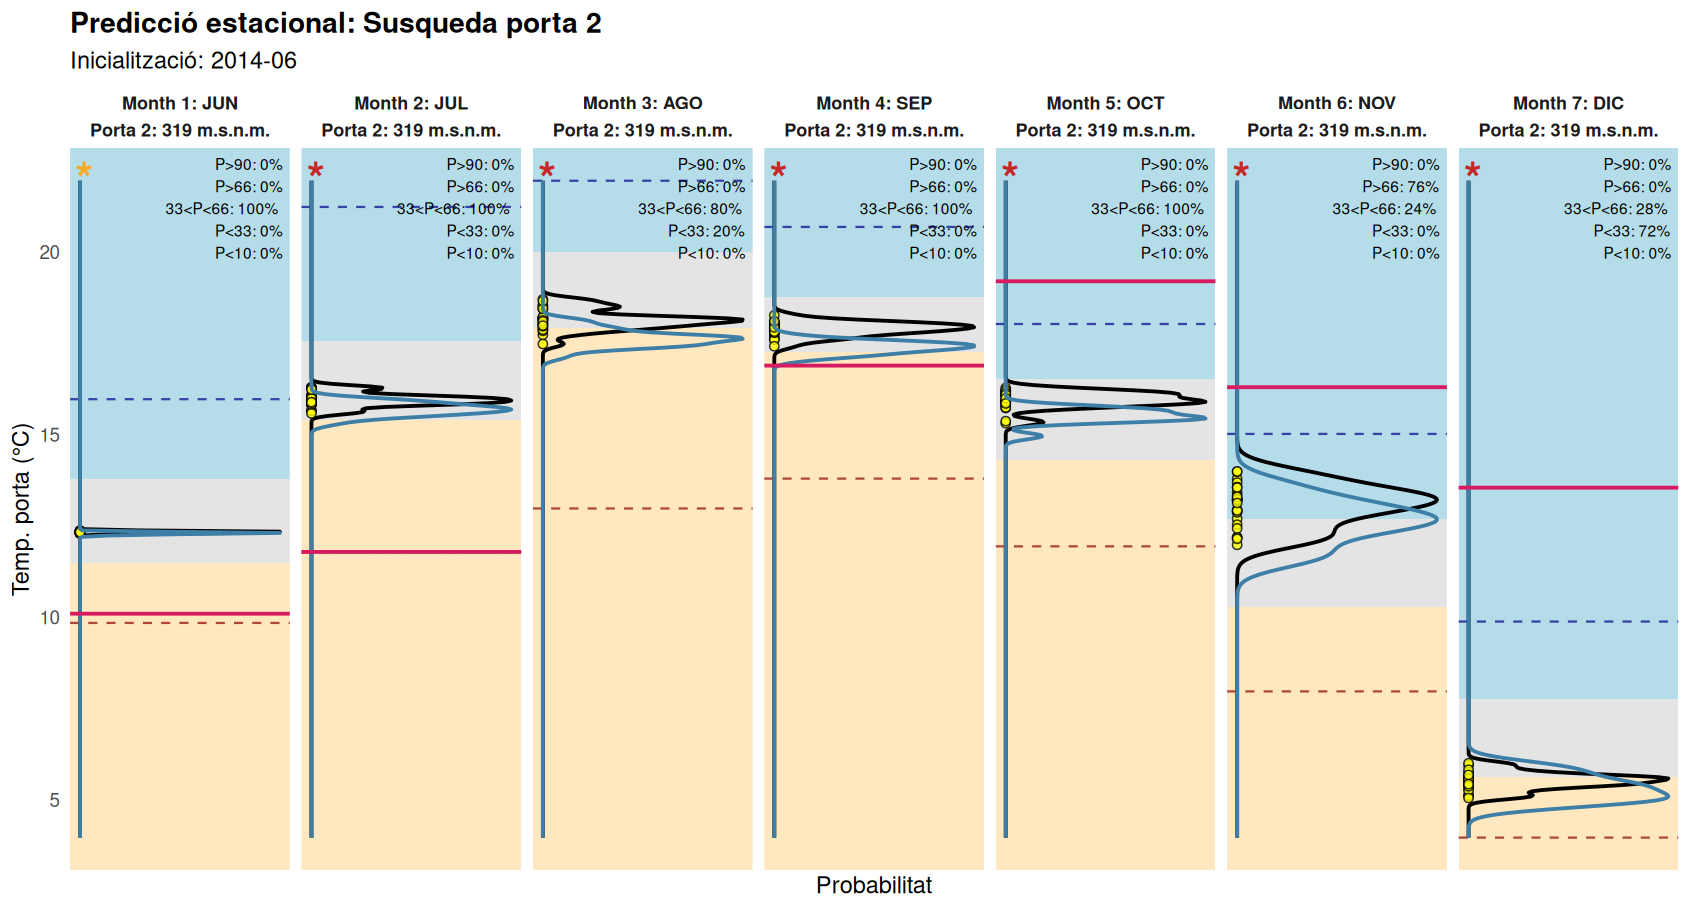 Predicció estacional: Susqueda porta 2
Inicialització: 2014-06
Month 1: JUN
Porta 2: 319 m.s.n.m.
Month 2: JUL
Porta 2: 319 m.s.n.m.
Month 3: AGO
Porta 2: 319 m.s.n.m.
Month 4: SEP
Porta 2: 319 m.s.n.m.
Month 5: OCT
Porta 2: 319 m.s.n.m.
Month 6: NOV
Porta 2: 319 m.s.n.m.
Month 7: DIC
Porta 2: 319 m.s.n.m.
*
P>90: 0%
P>66: 0%
33<P<66: 100%
P<33: 0%
P<10: 0%
*
P>90: 0%
P>66: 0%
33<P<66: 100%
P<33: 0%
P<10: 0%
*
P>90: 0%
P>66: 0%
33<P<66: 80%
P<33: 20%
P<10: 0%
*
P>90: 0%
P>66: 0%
33<P<66: 100%
P<33: 0%
P<10: 0%
*
P>90: 0%
P>66: 0%
33<P<66: 100%
P<33: 0%
P<10: 0%
*
P>90: 0%
P>66: 76%
33<P<66: 24%
P<33: 0%
P<10: 0%
*
P>90: 0%
P>66: 0%
33<P<66: 28%
P<33: 72%
P<10: 0%
20
15
10
5
Temp. porta (°C)
Probabilitat